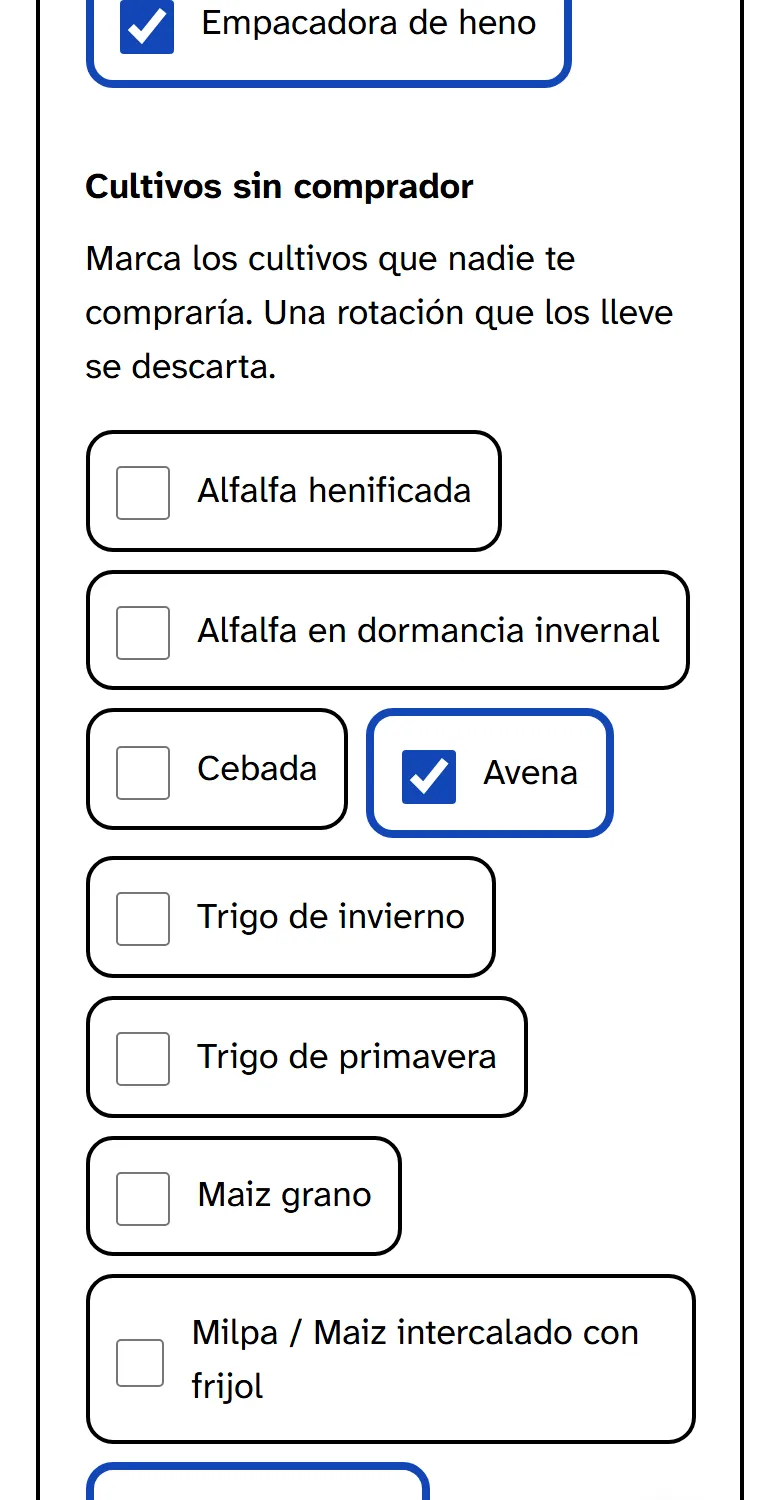 Empacadora de heno
Cultivos sin comprador
Marca los cultivos que nadie te
compraría. Una rotación que los lleve
se descarta.
Alfalfa henificada
Alfalfa en dormancia invernal
Cebada
Avena
Trigo de invierno
Trigo de primavera
Maiz grano
Milpa / Maiz intercalado con
frijol